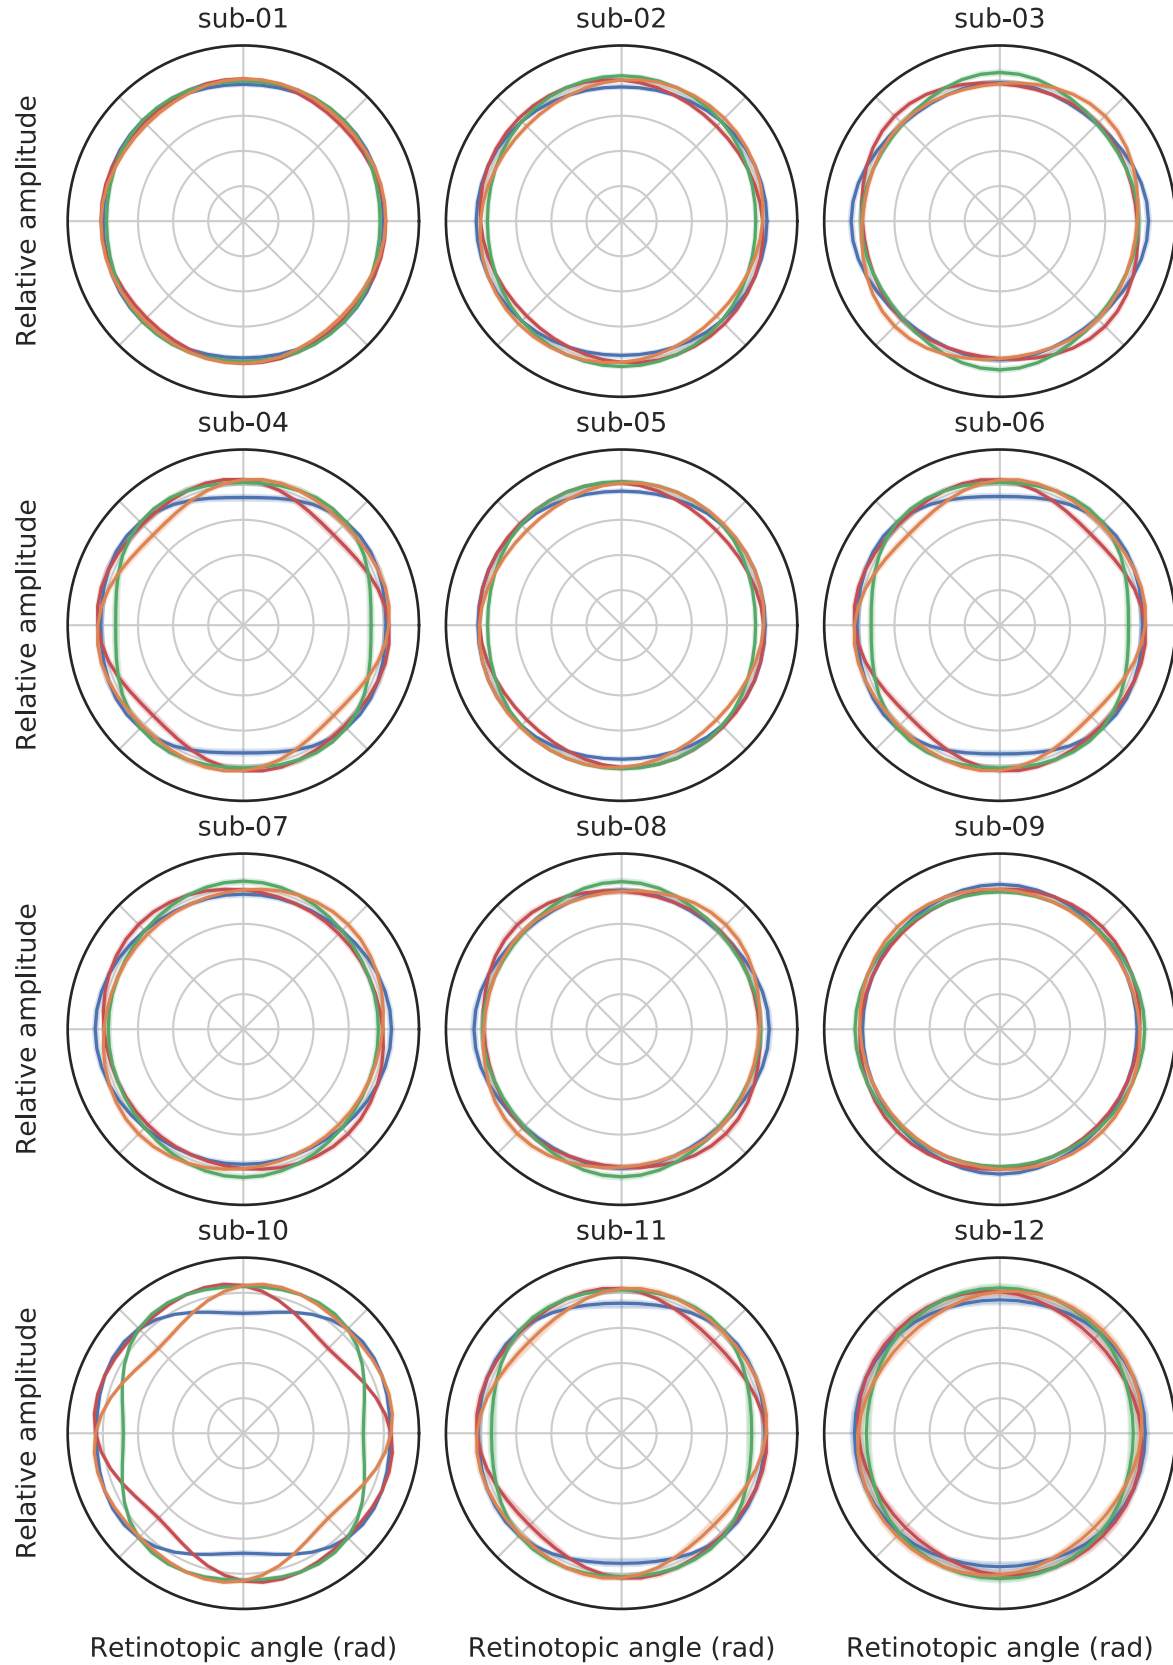 sub-01
sub-02
sub-03
Relative amplitude
sub-04
sub-05
sub-06
Relative amplitude
sub-07
sub-08
sub-09
Relative amplitude
sub-10
sub-11
sub-12
Relative amplitude
Retinotopic angle (rad)
Retinotopic angle (rad)
Retinotopic angle (rad)